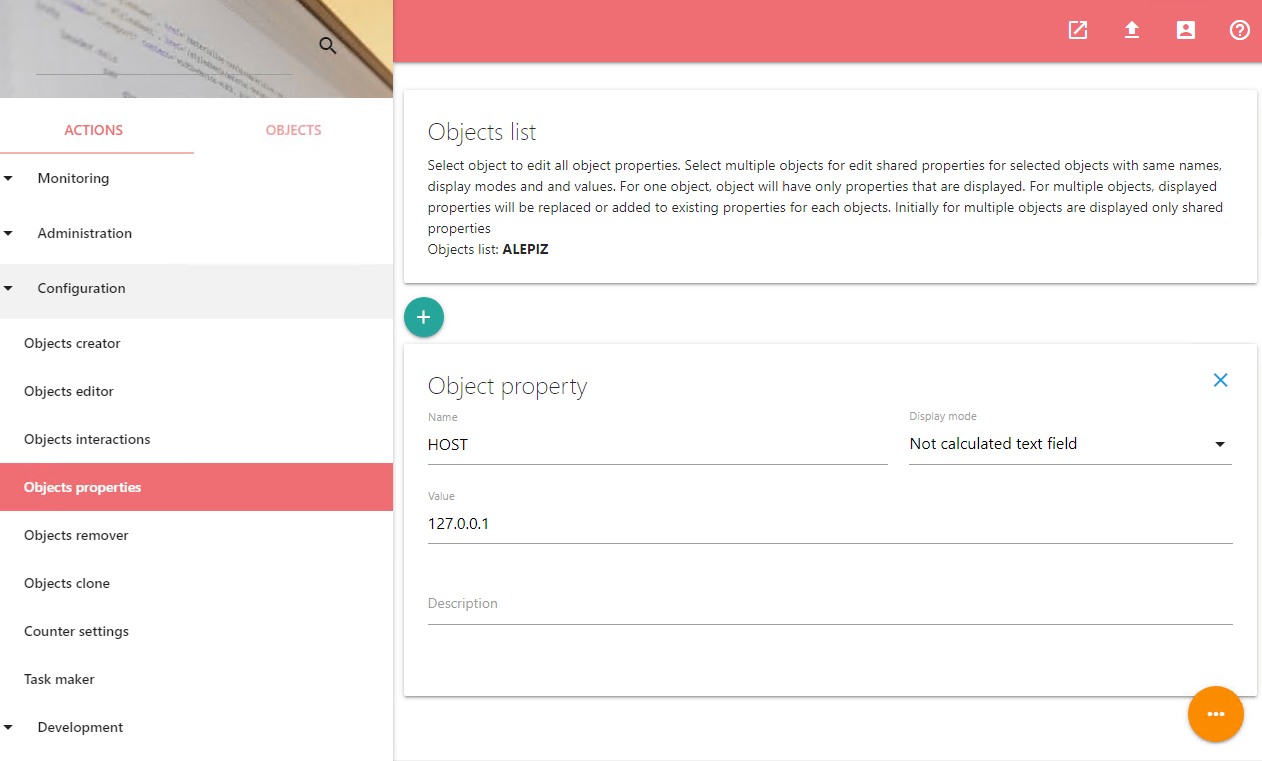 ACTIONS
OBJECTS
Monitoring
Administration
Configuration
Objects creator
Objects editor
Objects interactions
Objects properties
Objects remover
Objects clone
Counter settings
Task maker
Development
Objects list
Select object to edit all object properties. Select multiple objects for edit shared properties for selected objects with same names,
display modes and and values. For one object, object will have only properties that are displayed. For multiple objects, displayed
properties will be replaced or added to existing properties for each objects. Initially for multiple objects are displayed only shared
properties
Objects list: ALEPIZ
Object property
Name
HOST
Display mode
Not calculated text field
Value
127.0.0.1
Description